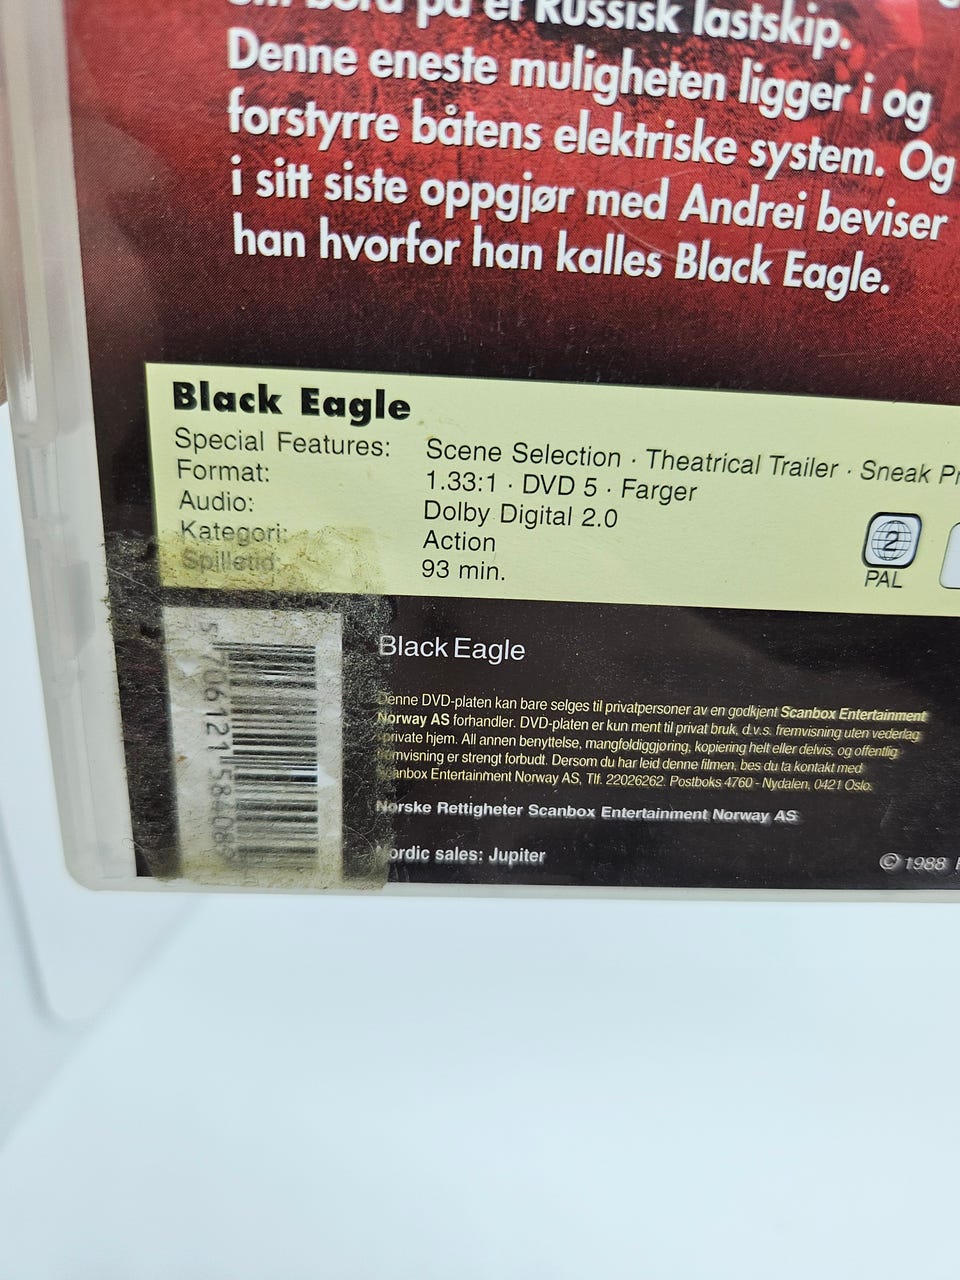 på et Russisk lastskip.
Denne eneste muligheten ligger i og
forstyrre båtens elektriske system. Og
i sitt siste oppgjør med Andrei beviser
han hvorfor han kalles Black Eagle.
Black Eagle
Special Features: Scene Selection · Theatrical Trailer · Sneak
Format: 1.33:1 · DVD 5 · Farger
Audio: Dolby Digital 2.0
Kategori: Action
Spilletid: 93 min.
2
PAL
Black Eagle
Denne DVD-platen kan bare selges til privatpersoner av en godkjent Scanbox Entertainment
Norway AS forhandler. DVD-platen er kun ment til privat bruk, d.v.s. fremvisning uten vederlag
private hjem. All annen benyttelse, mangfoldiggjøring, kopiering helt eller delvis, og offentlig
fremvisning er strengt forbudt. Dersom du har leid denne filmen, bes du ta kontakt med
Scanbox Entertainment Norway AS, Tlf. 22026262. Postboks 4760 - Nydalen, 0421 Oslo.
Norske Rettigheter Scanbox Entertainment Norway AS
Nordic sales: Jupiter
© 1988